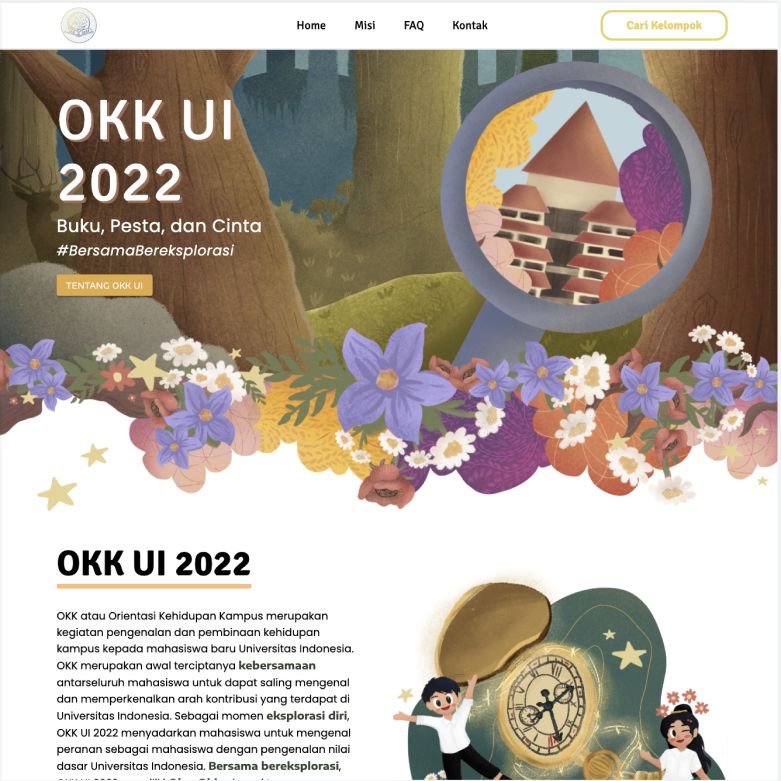 Home Misi FAQ Kontak Cari Kelompok
OKK UI
2022
Buku, Pesta, dan Cinta
#BersamaBereksplorasi
TENTANG OKK UI
OKK UI 2022
OKK atau Orientasi Kehidupan Kampus merupakan
kegiatan pengenalan dan pembinaan kehidupan
kampus kepada mahasiswa baru Universitas Indonesia.
OKK merupakan awal terciptanya kebersamaan
antarseluruh mahasiswa untuk dapat saling mengenal
dan memperkenalkan arah kontribusi yang terdapat di
Universitas Indonesia. Sebagai momen eksplorasi diri,
OKK UI 2022 menyadarkan mahasiswa untuk mengenal
peranan sebagai mahasiswa dengan pengenalan nilai
dasar Universitas Indonesia. Bersama bereksplorasi,